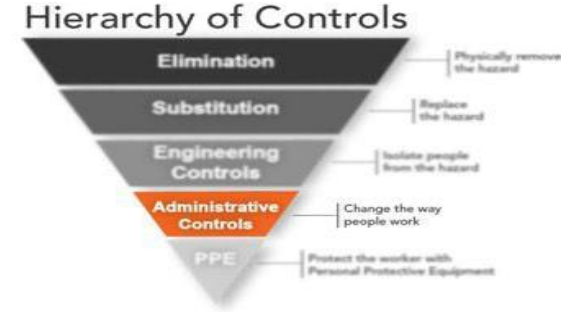 Hierarchy of Controls
Elimination
Physically remove
the hazard
Substitution
Replace
the hazard
Engineering
Controls
Isolate people
from the hazard
Administrative
Controls
Change the way
people work
PPE
Protect the worker with
Personal Protective Equipment